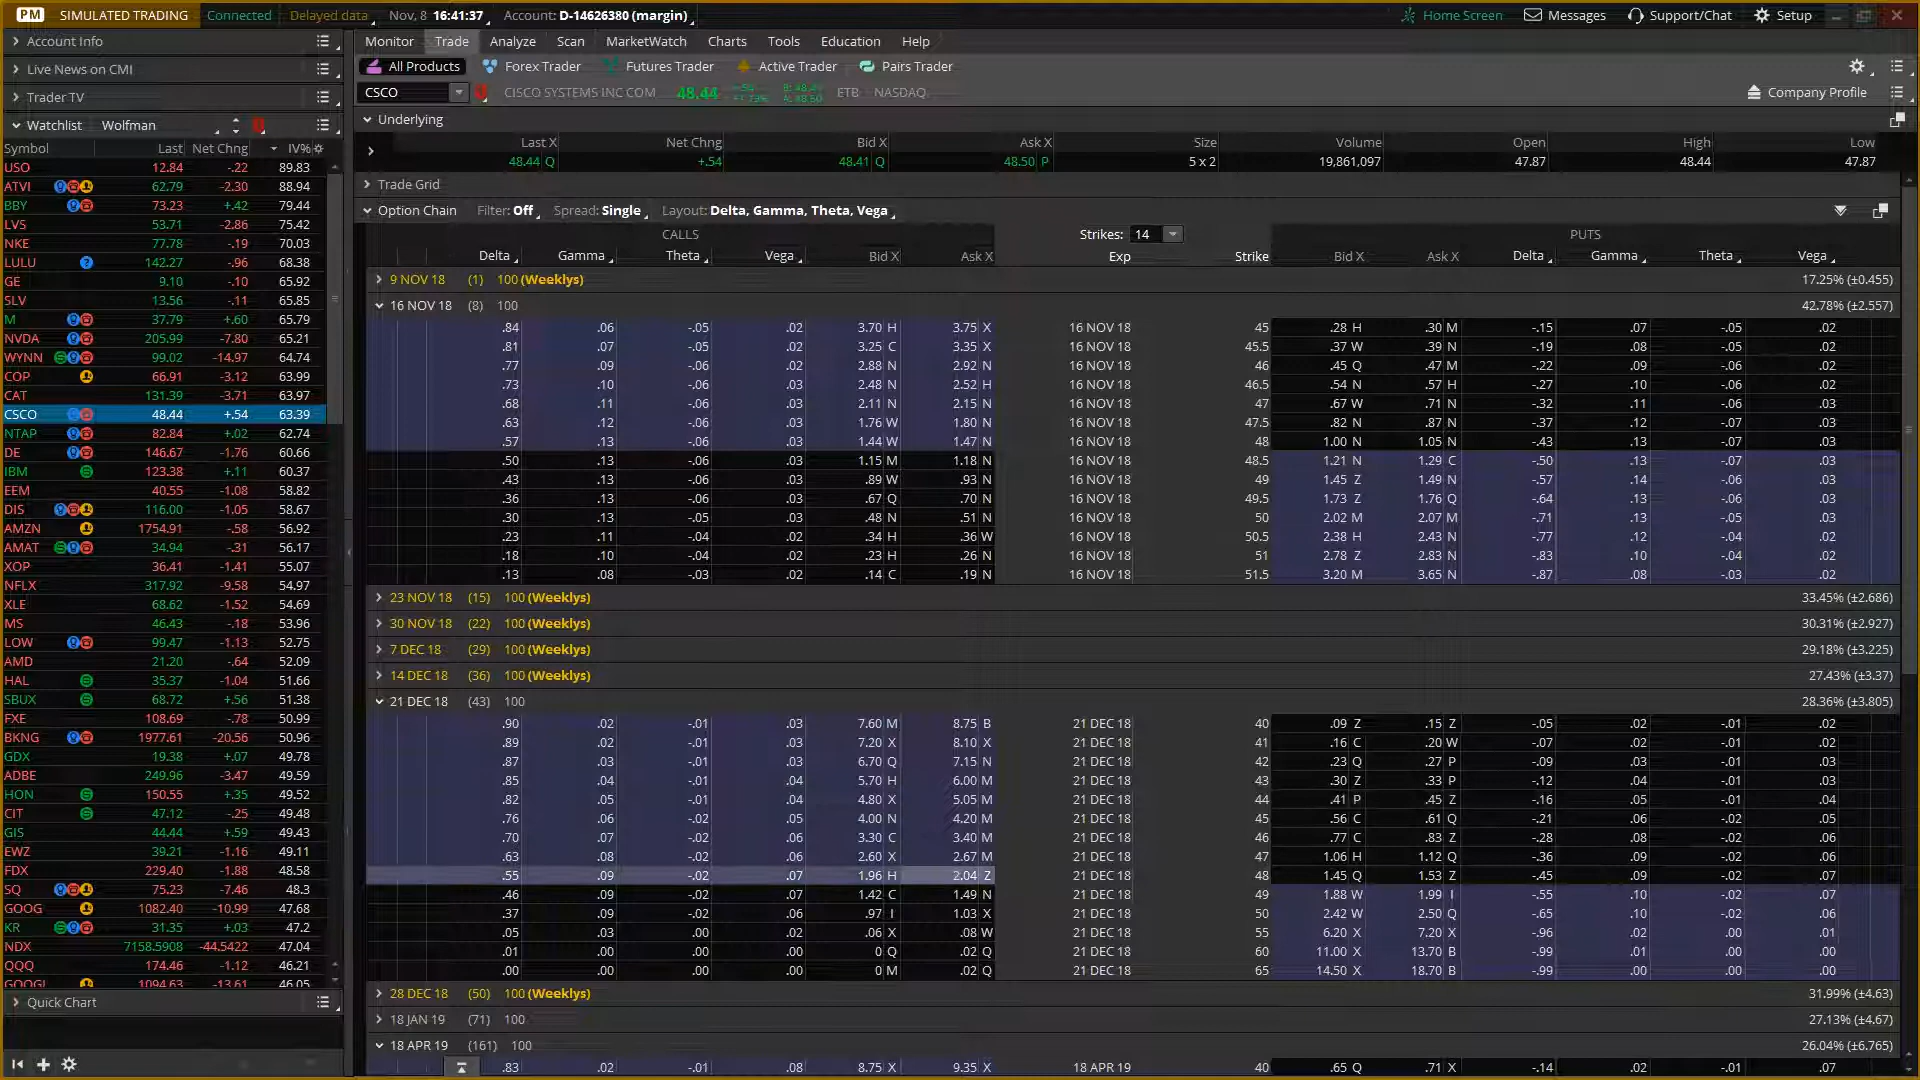 PM SIMULATED TRADING Connected Delayed data Nov, 8 16:41:37 Account: D-14626380 (margin) Home Screen Messages Support/Chat Setup
Account Info
Live News on CMI
Trader TV
Watchlist Wolfman
Symbol Last Net Chng IV%
USO 12.84 -.22 89.83
ATVI 62.79 -2.30 88.94
BBY 73.23 +.42 79.44
LVS 53.71 -2.86 75.42
NKE 77.78 -.19 70.03
LULU 142.27 -.96 68.38
GE 9.10 -.10 65.92
SLV 13.56 -.11 65.85
M 37.79 +.60 65.79
NVDA 205.99 -7.80 65.21
WYNN 99.02 -14.97 64.74
COP 66.91 -3.12 63.99
CAT 131.39 -3.71 63.97
CSCO 48.44 +.54 63.39
NTAP 82.84 +.02 62.74
DE 146.67 -1.76 60.66
IBM 123.38 +.11 60.37
EEM 40.55 -1.08 58.82
DIS 116.00 -1.05 58.67
AMZN 1754.91 -.58 56.92
AMAT 34.94 -.31 56.17
XOP 36.41 -1.41 55.07
NFLX 317.92 -9.58 54.97
XLE 68.62 -1.52 54.69
MS 46.43 -.18 53.96
LOW 99.47 -1.13 52.75
AMD 21.20 -.64 52.09
HAL 35.37 -1.04 51.66
SBUX 68.72 +.56 51.38
FXE 108.69 -.78 50.99
BKNG 1977.61 -20.56 50.96
GDX 19.38 +.07 49.78
ADBE 249.96 -3.47 49.59
HON 150.55 +.35 49.52
CIT 47.12 -.25 49.48
GIS 44.44 +.59 49.43
EWZ 39.21 -1.16 49.11
FDX 229.40 -1.88 48.58
SQ 75.23 -7.46 48.3
GOOG 1082.40 -10.99 47.68
KR 31.35 +.03 47.2
NDX 7158.5908 -44.5422 47.04
QQQ 174.46 -1.12 46.21
GOOGL 1094.63 -13.61 46.05
Quick Chart
Monitor Trade Analyze Scan MarketWatch Charts Tools Education Help
All Products Forex Trader Futures Trader Active Trader Pairs Trader
CSCO CISCO SYSTEMS INC COM 48.44 ETB NASDAQ Company Profile
Underlying
Last X Net Chng Bid X Ask X Size Volume Open High Low
48.44 Q +.54 48.41 Q 48.50 P 5 x 2 19,861,097 47.87 48.44 47.87
Trade Grid
Option Chain Filter: Off Spread: Single Layout: Delta, Gamma, Theta, Vega
CALLS Strikes: 14 PUTS
Delta Gamma Theta Vega Bid X Ask X Exp Strike Bid X Ask X Delta Gamma Theta Vega
9 NOV 18 (1) 100 (Weeklys) 17.25% (±0.455)
16 NOV 18 (8) 100 42.78% (±2.557)
.84 .06 -.05 .02 3.70 H 3.75 X 16 NOV 18 45 .28 H .30 M -.15 .07 -.05 .02
.81 .07 -.05 .02 3.25 C 3.35 X 16 NOV 18 45.5 .37 W .39 N -.19 .08 -.05 .02
.77 .09 -.06 .02 2.88 N 2.92 N 16 NOV 18 46 .45 Q .47 M -.22 .09 -.06 .02
.73 .10 -.06 .03 2.48 N 2.52 H 16 NOV 18 46.5 .54 N .57 H -.27 .10 -.06 .02
.68 .11 -.06 .03 2.11 N 2.15 N 16 NOV 18 47 .67 W .71 N -.32 .11 -.06 .03
.63 .12 -.06 .03 1.76 W 1.80 N 16 NOV 18 47.5 .82 N .87 N -.37 .12 -.07 .03
.57 .13 -.06 .03 1.44 W 1.47 N 16 NOV 18 48 1.00 N 1.05 N -.43 .13 -.07 .03
.50 .13 -.06 .03 1.15 M 1.18 N 16 NOV 18 48.5 1.21 N 1.29 C -.50 .13 -.07 .03
.43 .13 -.06 .03 .89 W .93 N 16 NOV 18 49 1.45 Z 1.49 N -.57 .14 -.06 .03
.36 .13 -.06 .03 .67 Q .70 N 16 NOV 18 49.5 1.73 Z 1.76 Q -.64 .13 -.06 .03
.30 .13 -.05 .03 .48 N .51 N 16 NOV 18 50 2.02 M 2.07 M -.71 .13 -.05 .03
.23 .11 -.04 .02 .34 H .36 W 16 NOV 18 50.5 2.38 H 2.43 N -.77 .12 -.04 .02
.18 .10 -.04 .02 .23 H .26 N 16 NOV 18 51 2.78 Z 2.83 N -.83 .10 -.04 .02
.13 .08 -.03 .02 .14 C .19 N 16 NOV 18 51.5 3.20 M 3.65 N -.87 .08 -.03 .02
23 NOV 18 (15) 100 (Weeklys) 33.45% (±2.686)
30 NOV 18 (22) 100 (Weeklys) 30.31% (±2.927)
7 DEC 18 (29) 100 (Weeklys) 29.18% (±3.225)
14 DEC 18 (36) 100 (Weeklys) 27.43% (±3.37)
21 DEC 18 (43) 100 28.36% (±3.805)
.90 .02 -.01 .03 7.60 M 8.75 B 21 DEC 18 40 .09 Z .15 Z -.05 .02 -.01 .02
.89 .02 -.01 .03 7.20 X 8.10 X 21 DEC 18 41 .16 C .20 W -.07 .02 -.01 .02
.87 .03 -.01 .03 6.70 Q 7.15 N 21 DEC 18 42 .23 Q .27 P -.09 .03 -.01 .03
.85 .04 -.01 .04 5.70 H 6.00 M 21 DEC 18 43 .30 Z .33 P -.12 .04 -.01 .03
.82 .05 -.01 .04 4.80 X 5.05 M 21 DEC 18 44 .41 P .45 Z -.16 .05 -.01 .04
.76 .06 -.02 .05 4.00 N 4.20 M 21 DEC 18 45 .56 C .61 Q -.21 .06 -.02 .05
.70 .07 -.02 .06 3.30 C 3.40 M 21 DEC 18 46 .77 C .83 Z -.28 .08 -.02 .06
.63 .08 -.02 .06 2.60 X 2.67 M 21 DEC 18 47 1.06 H 1.12 Q -.36 .09 -.02 .06
.55 .09 -.02 .07 1.96 H 2.04 Z 21 DEC 18 48 1.45 Q 1.53 Z -.45 .09 -.02 .07
.46 .09 -.02 .07 1.42 C 1.49 N 21 DEC 18 49 1.88 W 1.99 I -.55 .10 -.02 .07
.37 .09 -.02 .06 .97 I 1.03 X 21 DEC 18 50 2.42 W 2.50 Q -.65 .10 -.02 .06
.05 .03 .00 .02 .06 X .08 W 21 DEC 18 55 6.20 X 7.20 X -.96 .02 .00 .01
.01 .00 .00 .00 0 Q .02 Q 21 DEC 18 60 11.00 X 13.70 B -.99 .01 .00 .00
.00 .00 .00 .00 0 M .02 Q 21 DEC 18 65 14.50 X 18.70 B -.99 .00 .00 .00
28 DEC 18 (50) 100 (Weeklys) 31.99% (±4.63)
18 JAN 19 (71) 100 27.13% (±4.67)
18 APR 19 (161) 100 26.04% (±6.765)
.83 .02 -.01 .08 8.75 X 9.35 X 18 APR 19 40 .65 Q .71 X -.14 .02 -.01 .07